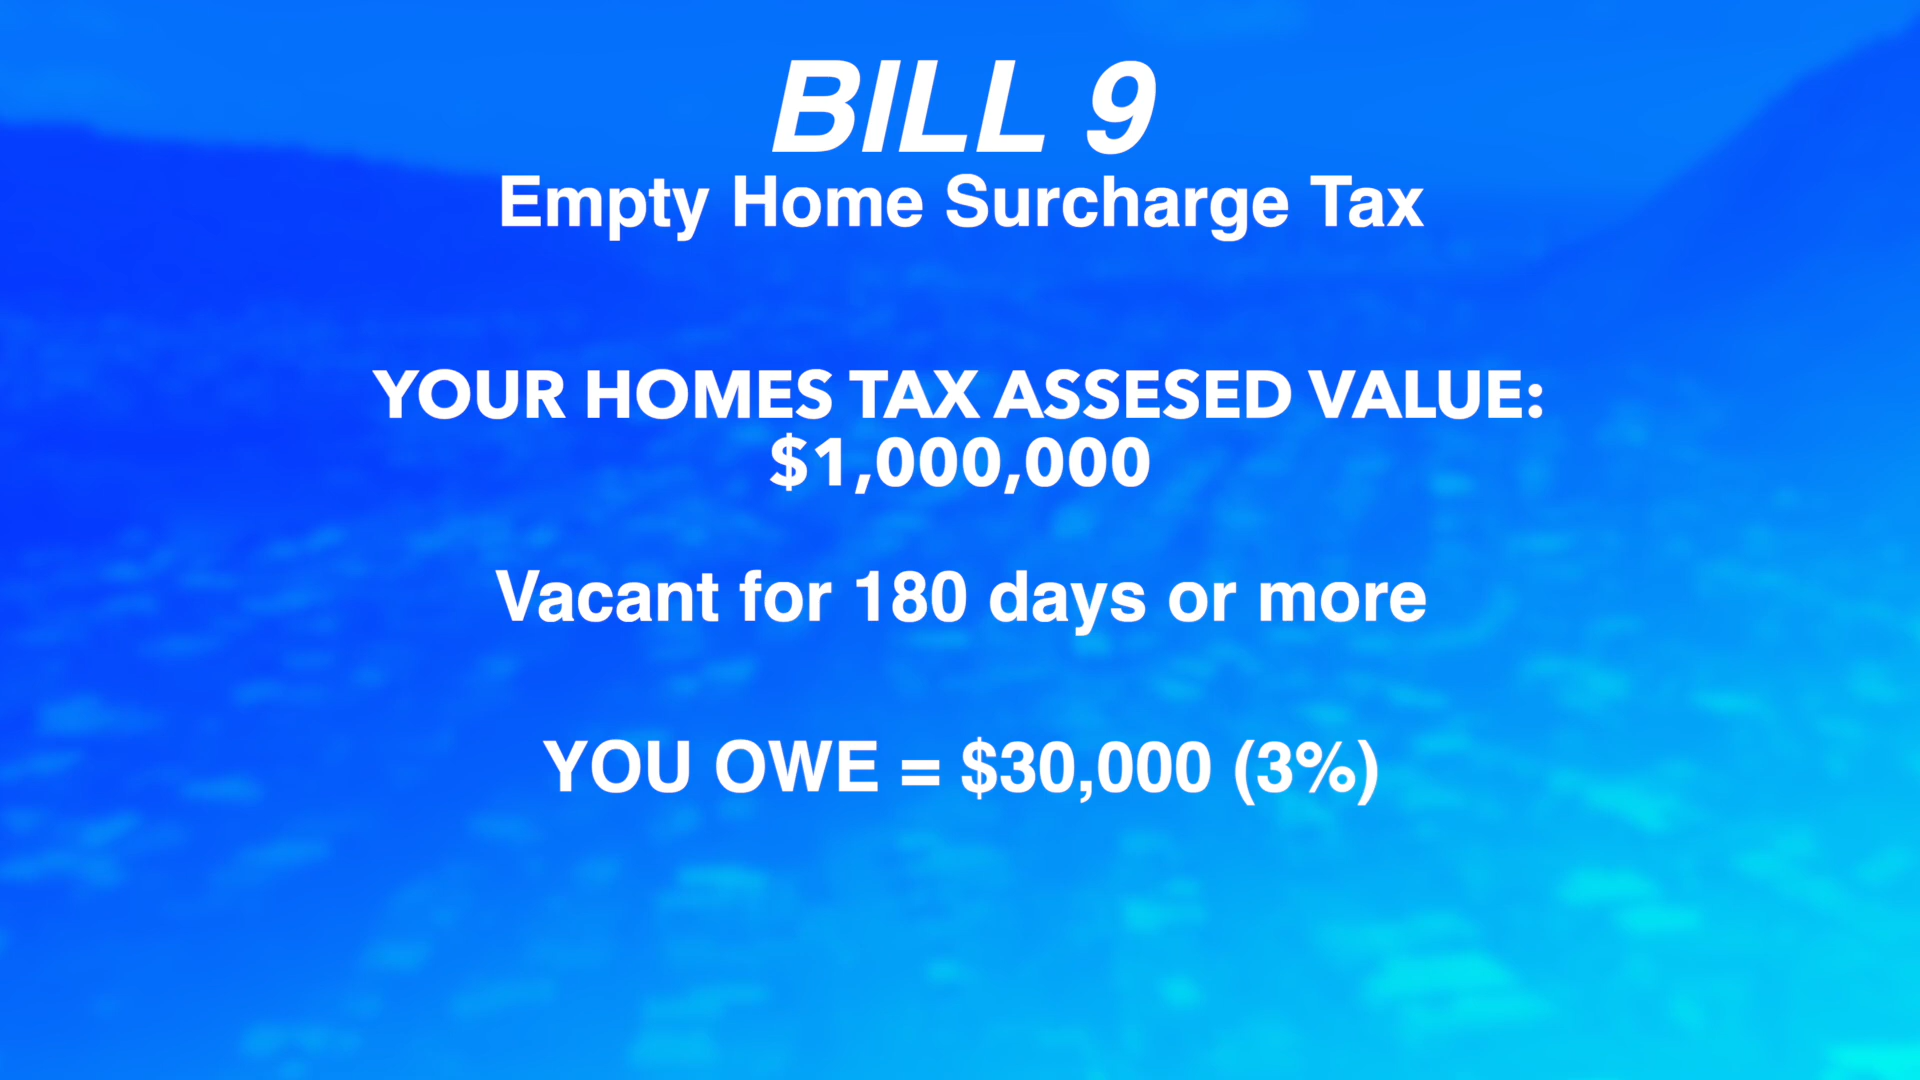 BILL 9
Empty Home Surcharge Tax
YOUR HOMES TAX ASSESED VALUE:
$1,000,000
Vacant for 180 days or more
YOU OWE = $30,000 (3%)